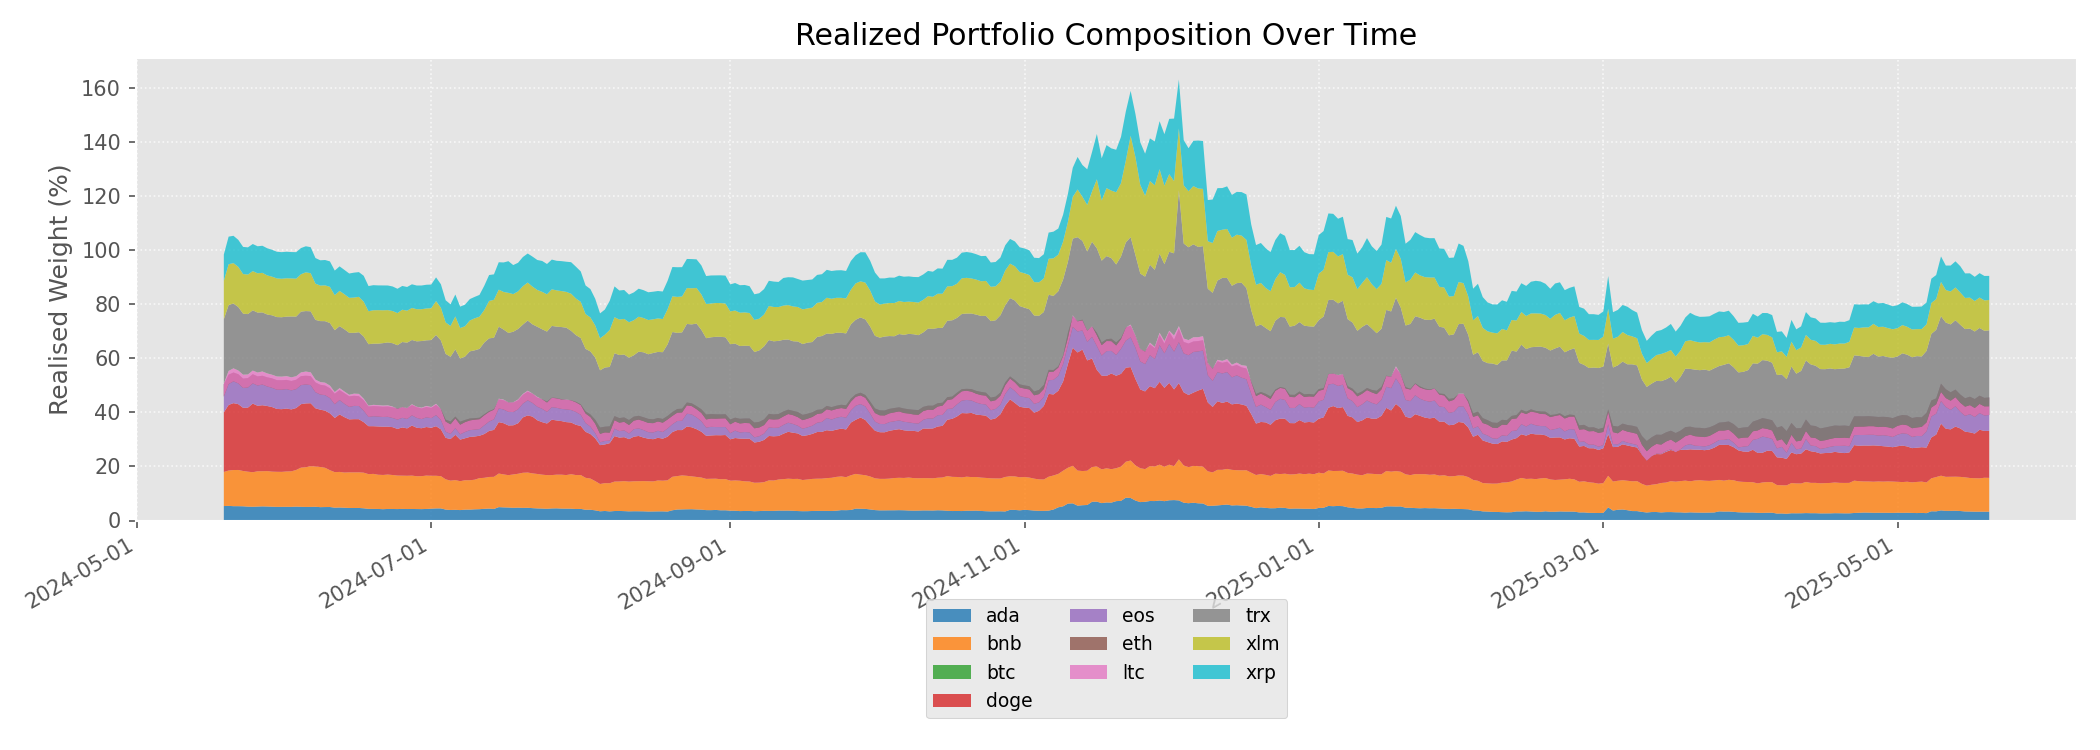 Realized Portfolio Composition Over Time
Realised Weight (%)
160
140
120
100
80
60
40
20
0
2024-05-01
2024-07-01
2024-09-01
2024-11-01
2025-01-01
2025-03-01
2025-05-01
ada
bnb
btc
doge
eos
eth
ltc
trx
xlm
xrp